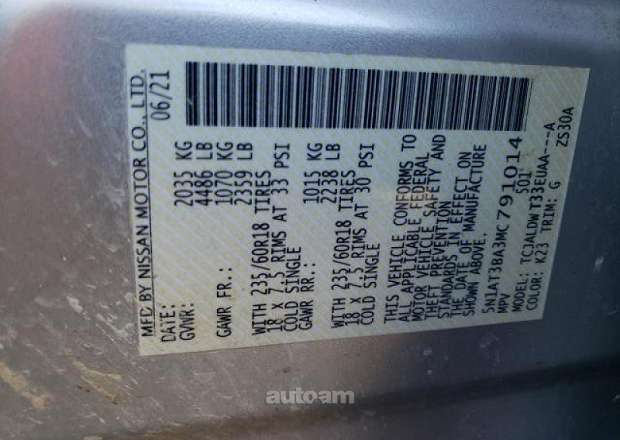 MFD BY NISSAN MOTOR CO., LTD.
DATE: 06/21
GVWR: 2035 KG
4486 LB
GAWR FR.: 1070 KG
2359 LB
WITH 235/60R18 TIRES
18 X 7.5 RIMS AT 33 PSI
COLD SINGLE
GAWR RR.: 1015 KG
2238 LB
WITH 235/60R18 TIRES
18 X 7.5 RIMS AT 30 PSI
COLD SINGLE
THIS VEHICLE CONFORMS TO
ALL APPLICABLE FEDERAL
MOTOR VEHICLE SAFETY AND
THEFT PREVENTION
STANDARDS IN EFFECT ON
THE DATE OF MANUFACTURE
SHOWN ABOVE.
5N1AT3BA3MC791014
MPV S01
MODEL: TCJALDWT33EUAA---A
COLOR: K23 TRIM: G ZS30A
autoam